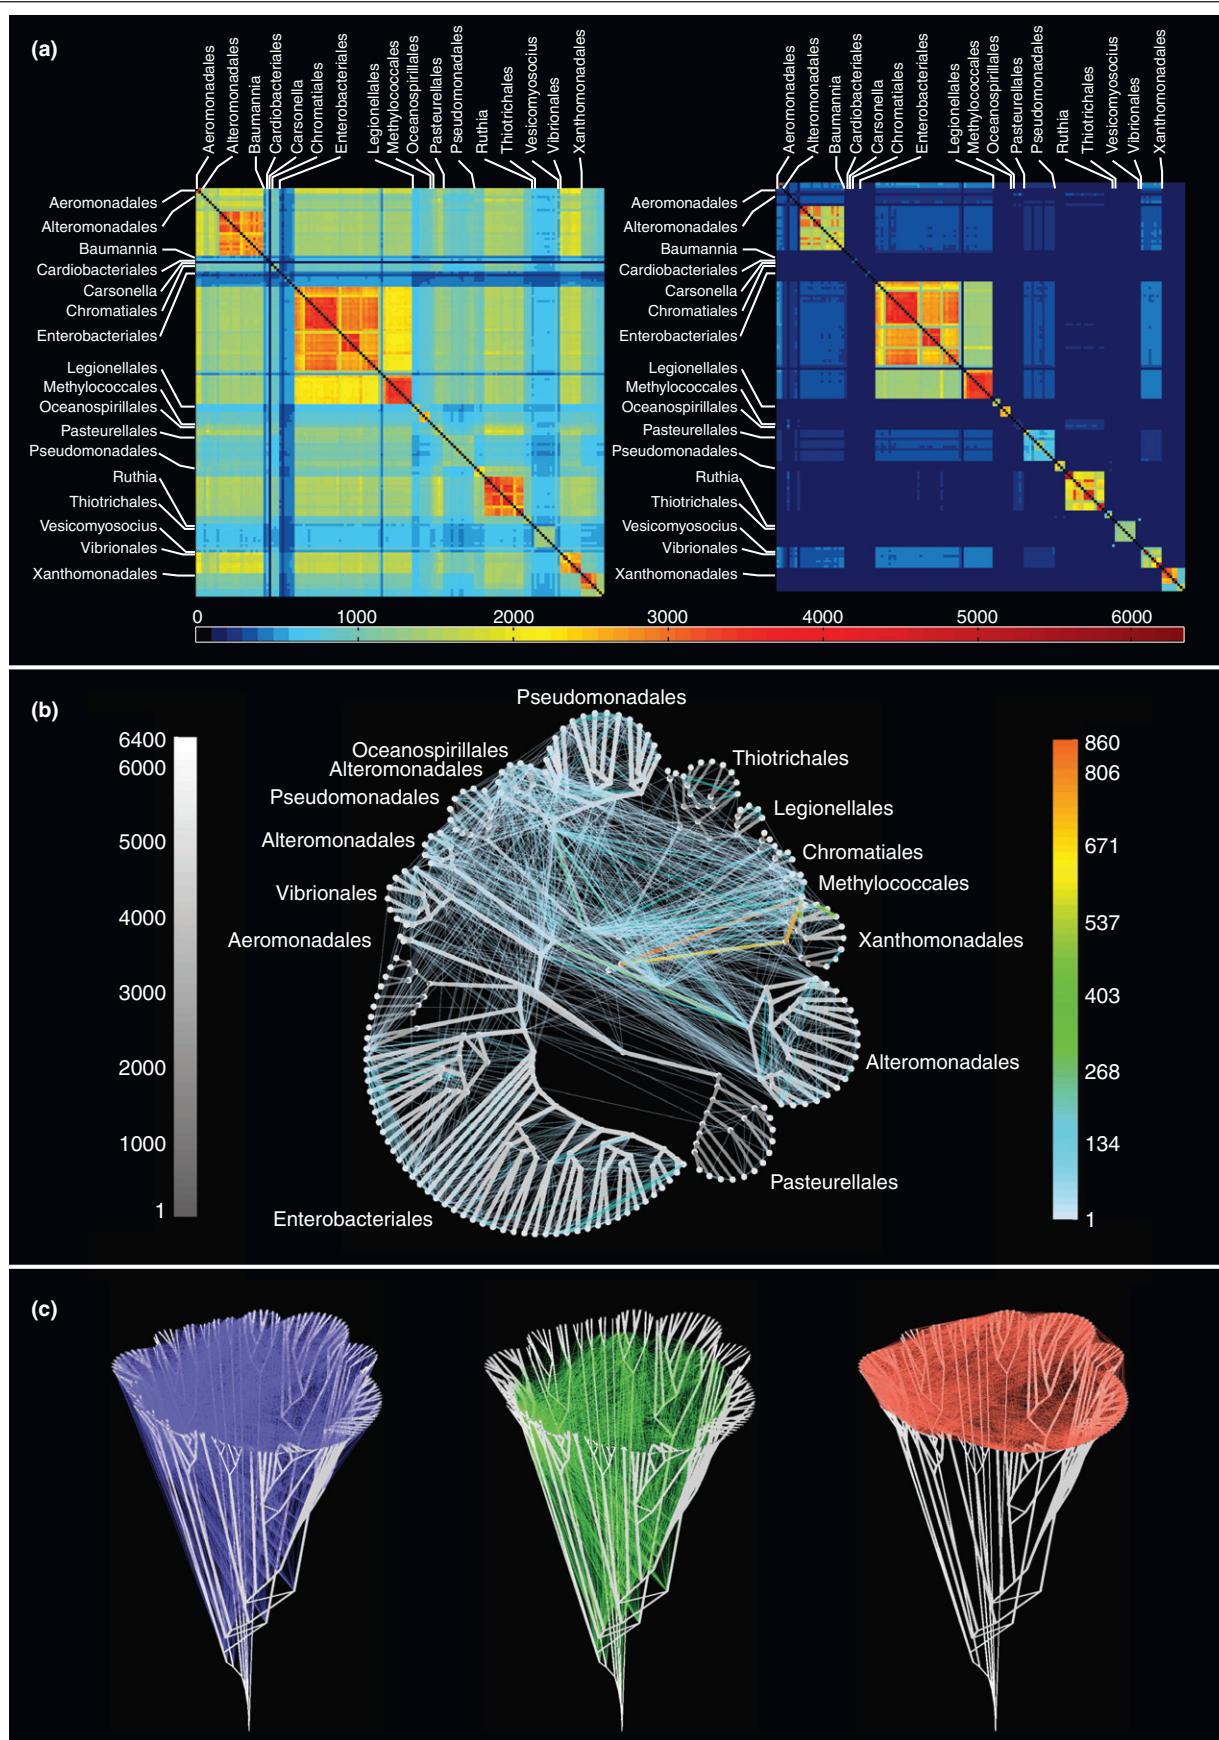 (a)
Aeromonadales
Alteromonadales
Baumannia
Cardiobacteriales
Carsonella
Chromatiales
Enterobacteriales
Legionellales
Methylococcales
Oceanospirillales
Pasteurellales
Pseudomonadales
Ruthia
Thiotrichales
Vesicomyosocius
Vibrionales
Xanthomonadales
Aeromonadales
Alteromonadales
Baumannia
Cardiobacteriales
Carsonella
Chromatiales
Enterobacteriales
Legionellales
Methylococcales
Oceanospirillales
Pasteurellales
Pseudomonadales
Ruthia
Thiotrichales
Vesicomyosocius
Vibrionales
Xanthomonadales
Aeromonadales
Alteromonadales
Baumannia
Cardiobacteriales
Carsonella
Chromatiales
Enterobacteriales
Legionellales
Methylococcales
Oceanospirillales
Pasteurellales
Pseudomonadales
Ruthia
Thiotrichales
Vesicomyosocius
Vibrionales
Xanthomonadales
Aeromonadales
Alteromonadales
Baumannia
Cardiobacteriales
Carsonella
Chromatiales
Enterobacteriales
Legionellales
Methylococcales
Oceanospirillales
Pasteurellales
Pseudomonadales
Ruthia
Thiotrichales
Vesicomyosocius
Vibrionales
Xanthomonadales
0 1000 2000 3000 4000 5000 6000
(b)
6400
6000
5000
4000
3000
2000
1000
1
Pseudomonadales
Oceanospirillales
Alteromonadales
Pseudomonadales
Alteromonadales
Vibrionales
Aeromonadales
Enterobacteriales
Thiotrichales
Legionellales
Chromatiales
Methylococcales
Xanthomonadales
Alteromonadales
Pasteurellales
860
806
671
537
403
268
134
1
(c)